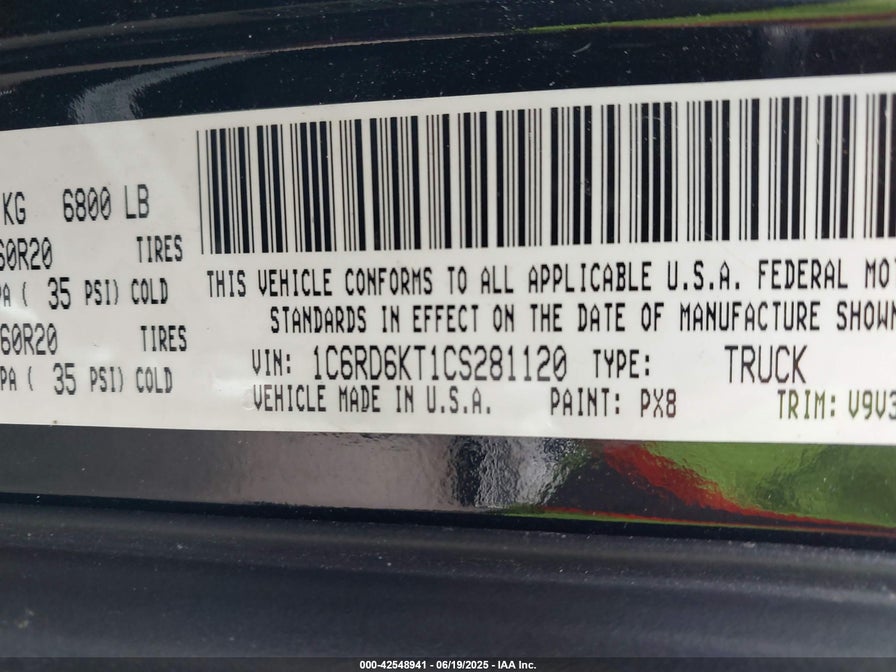 KG 6800 LB
60R20 TIRES
PA ( 35 PSI) COLD
60R20 TIRES
PA ( 35 PSI) COLD
THIS VEHICLE CONFORMS TO ALL APPLICABLE U.S.A. FEDERAL MOT
STANDARDS IN EFFECT ON THE DATE OF MANUFACTURE SHOWN
VIN: 1C6RD6KT1CS281120 TYPE: TRUCK
VEHICLE MADE IN U.S.A. PAINT: PX8 TRIM: V9V3
000-42548941 - 06/19/2025 - IAA Inc.